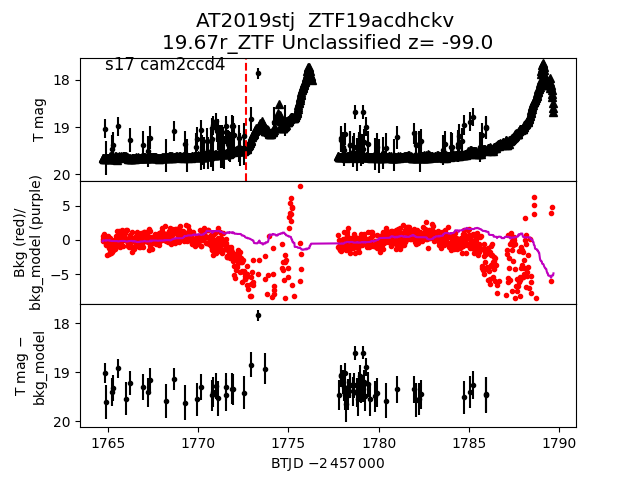 AT2019stj  ZTF19acdhckv
19.67r_ZTF Unclassified z= -99.0
s17 cam2ccd4
T mag
18
19
20
Bkg (red)/
bkg_model (purple)
5
0
−5
T mag −
bkg_model
18
19
20
1765 1770 1775 1780 1785 1790
BTJD −2 457 000